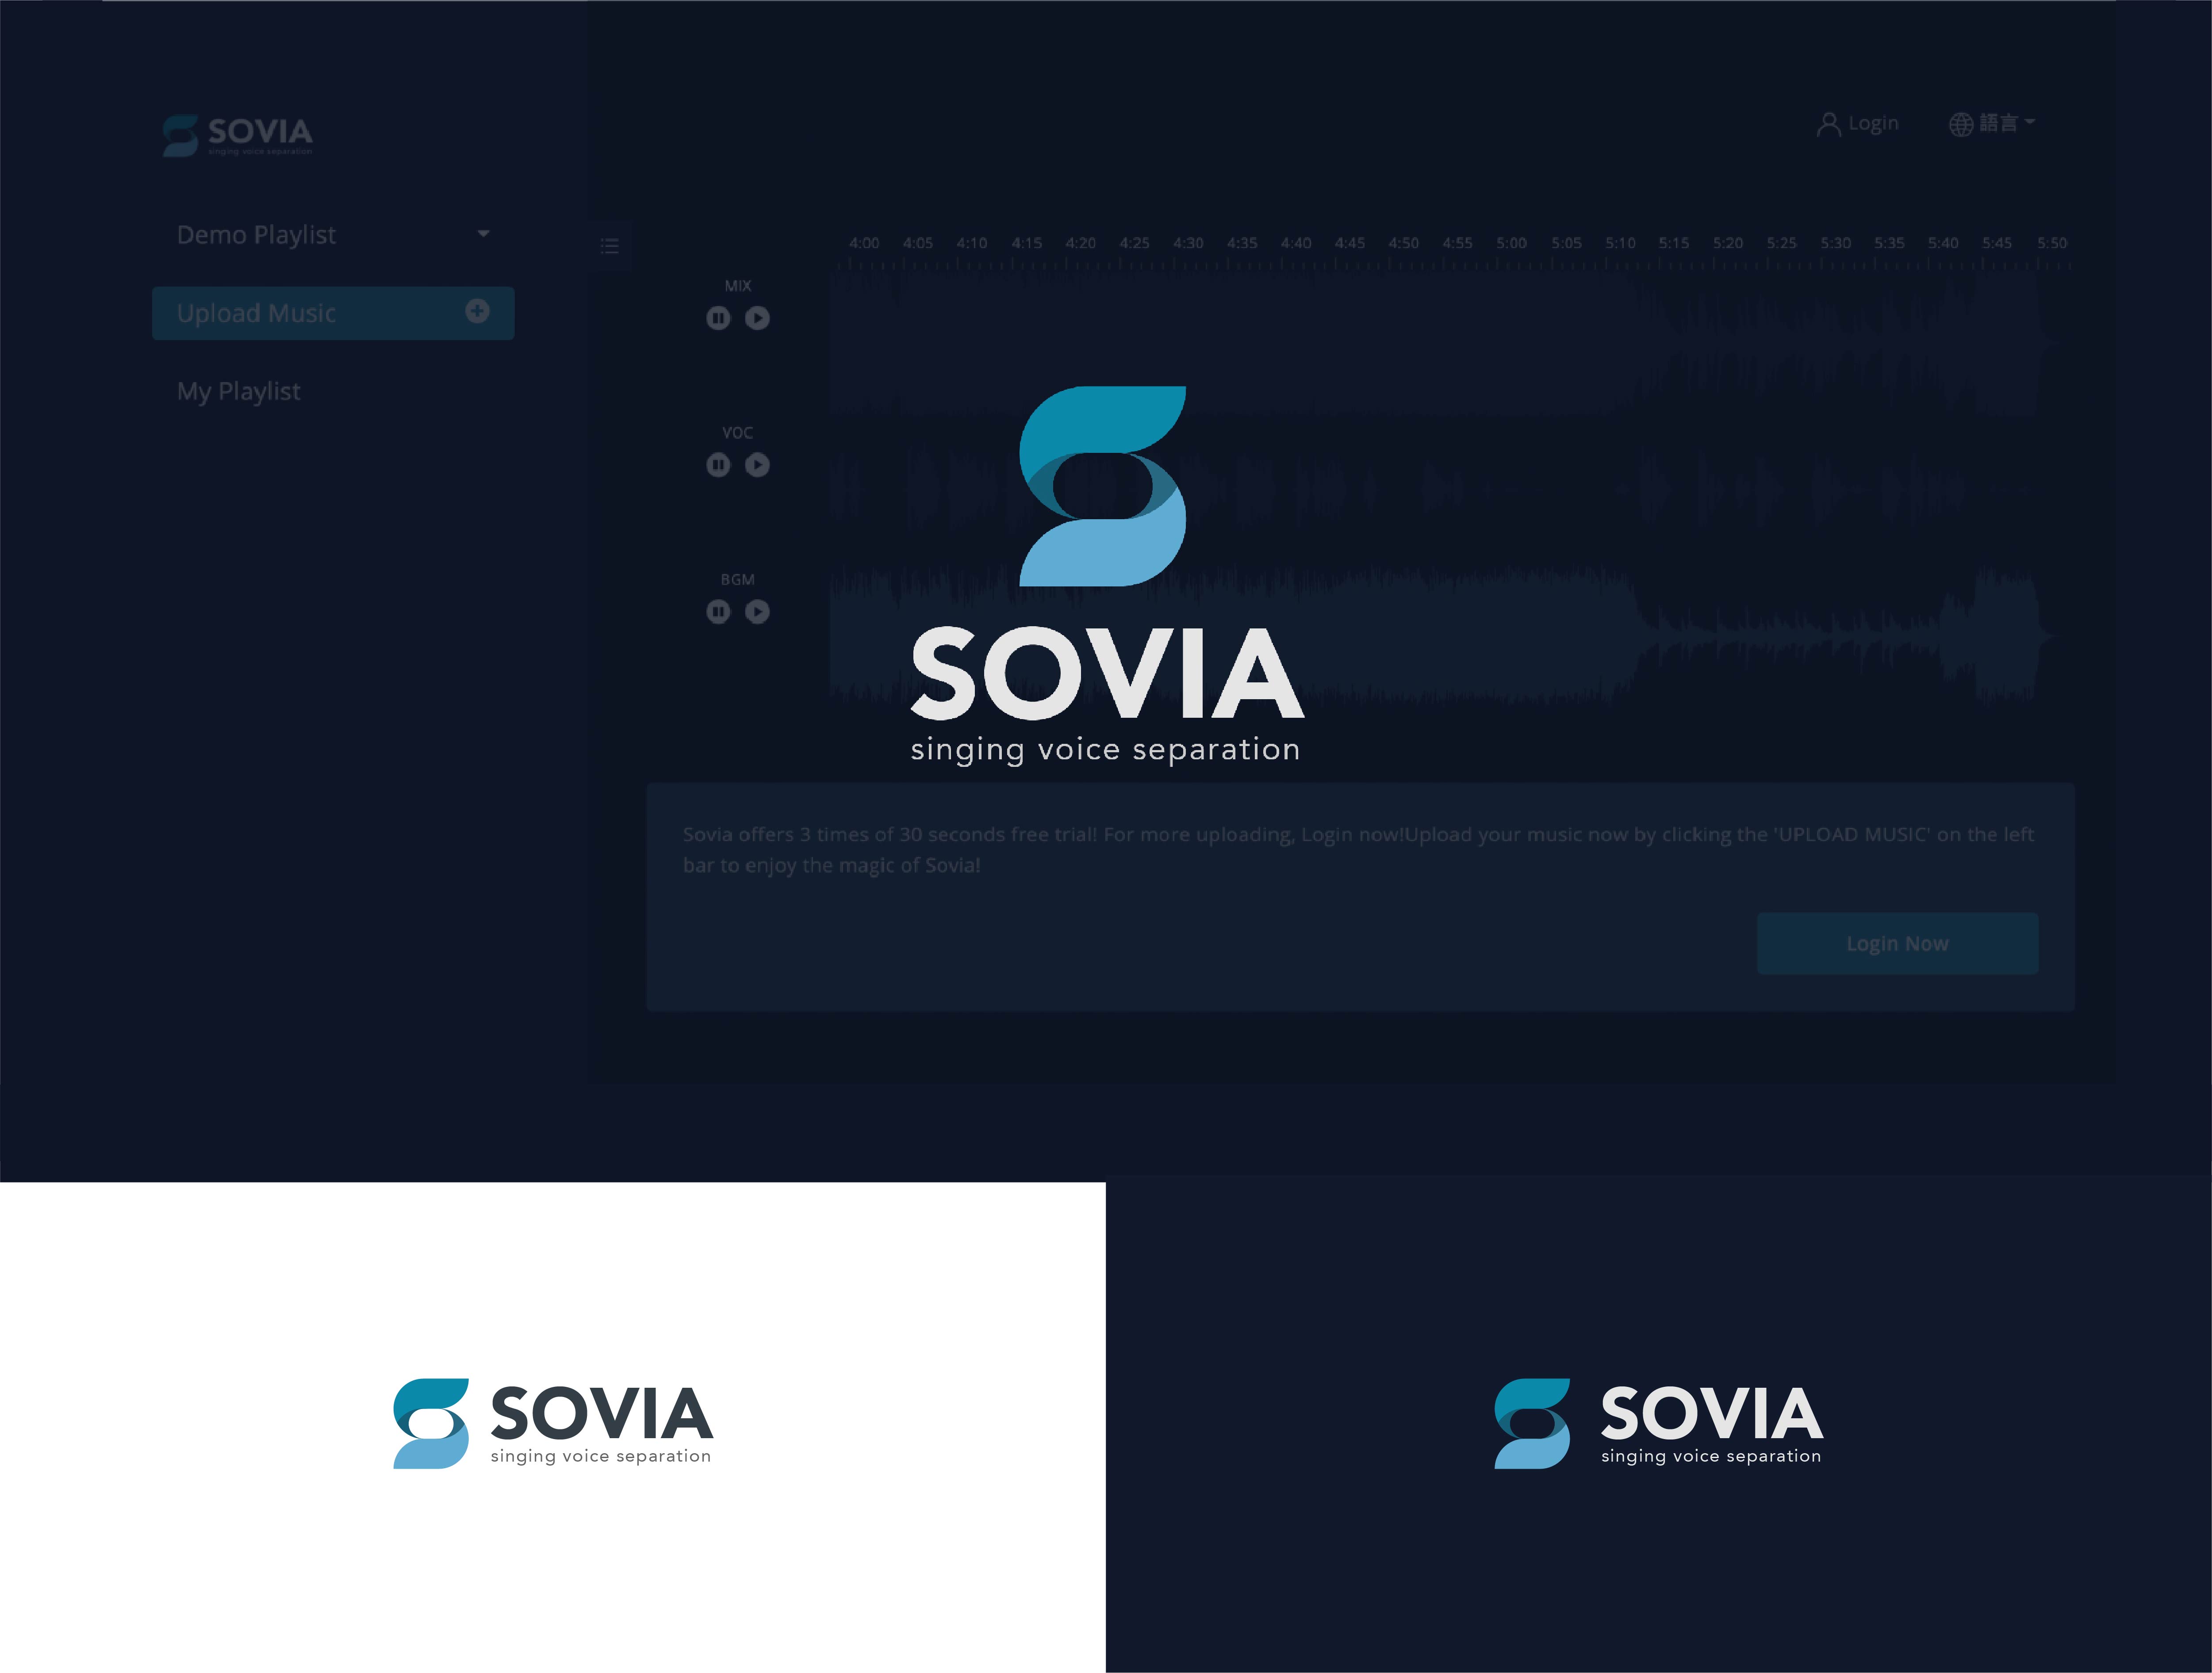 SOVIA
singing voice separation
Login
語言
Demo Playlist
Upload Music
My Playlist
4:00 4:05 4:10 4:15 4:20 4:25 4:30 4:35 4:40 4:45 4:50 4:55 5:00 5:05 5:10 5:15 5:20 5:25 5:30 5:35 5:40 5:45 5:50
MIX
VOC
BGM
SOVIA
singing voice separation
Sovia offers 3 times of 30 seconds free trial! For more uploading, Login now!Upload your music now by clicking the 'UPLOAD MUSIC' on the left
bar to enjoy the magic of Sovia!
Login Now
SOVIA
singing voice separation
SOVIA
singing voice separation